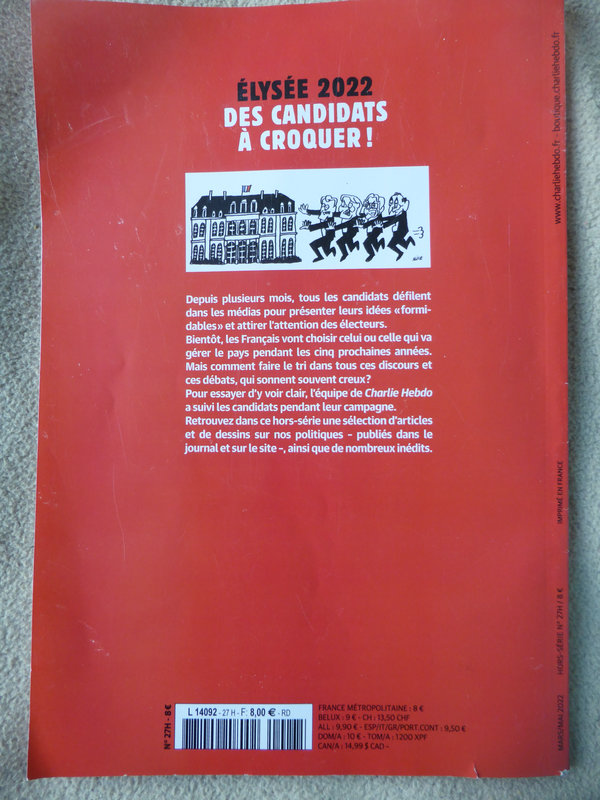 ÉLYSÉE 2022
DES CANDIDATS
À CROQUER !
Depuis plusieurs mois, tous les candidats défilent
dans les médias pour présenter leurs idées « formi-
dables » et attirer l'attention des électeurs.
Bientôt, les Français vont choisir celui ou celle qui va
gérer le pays pendant les cinq prochaines années.
Mais comment faire le tri dans tous ces discours et
ces débats, qui sonnent souvent creux ?
Pour essayer d'y voir clair, l'équipe de Charlie Hebdo
a suivi les candidats pendant leur campagne.
Retrouvez dans ce hors-série une sélection d'articles
et de dessins sur nos politiques – publiés dans le
journal et sur le site –, ainsi que de nombreux inédits.
N° 27H - 8 €
L 14092 - 27 H - F: 8,00 € - RD
FRANCE MÉTROPOLITAINE : 8 €
BELUX : 9 € - CH : 13,50 CHF
ALL : 9,90 € - ESP/IT/GR/PORT.CONT : 9,50 €
DOM/A : 10 € - TOM/A : 1200 XPF
CAN/A : 14,99 $ CAD -
MARS/MAI 2022
HORS-SÉRIE N° 27H / 8 €
IMPRIMÉ EN FRANCE
www.charliehebdo.fr - boutique.charliehebdo.fr